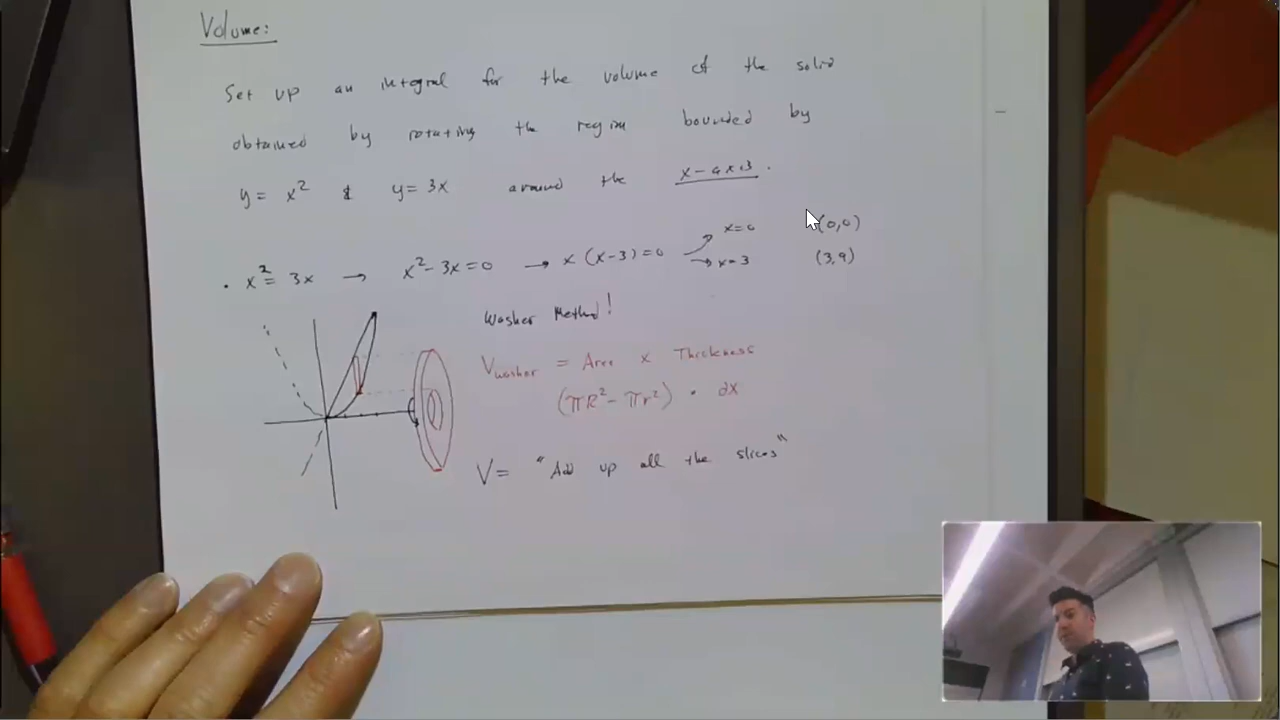 Volume:
Set up an integral for the volume of the solid
obtained by rotating the region bounded by
y = x² & y = 3x around the x-axis.
• x² = 3x → x² - 3x = 0 → x (x-3) = 0 x=0 (0,0)
x=3 (3,9)
Washer Method!
V washer = Area x Thickness
(πR² - πr²) • dx
V = "Add up all the slices"